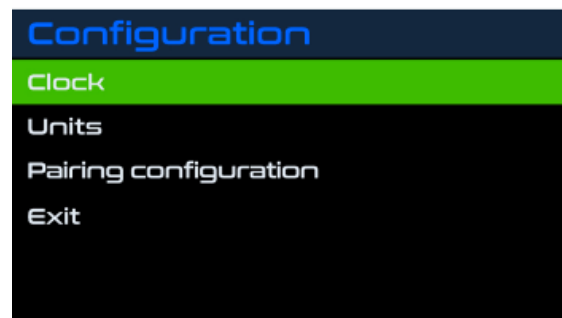 Configuration
Clock
Units
Pairing configuration
Exit